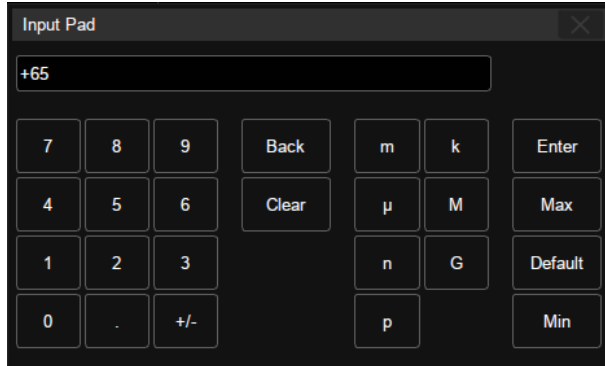 Input Pad
+65
7 8 9 Back m k Enter
4 5 6 Clear µ M Max
1 2 3 n G Default
0 . +/- p Min